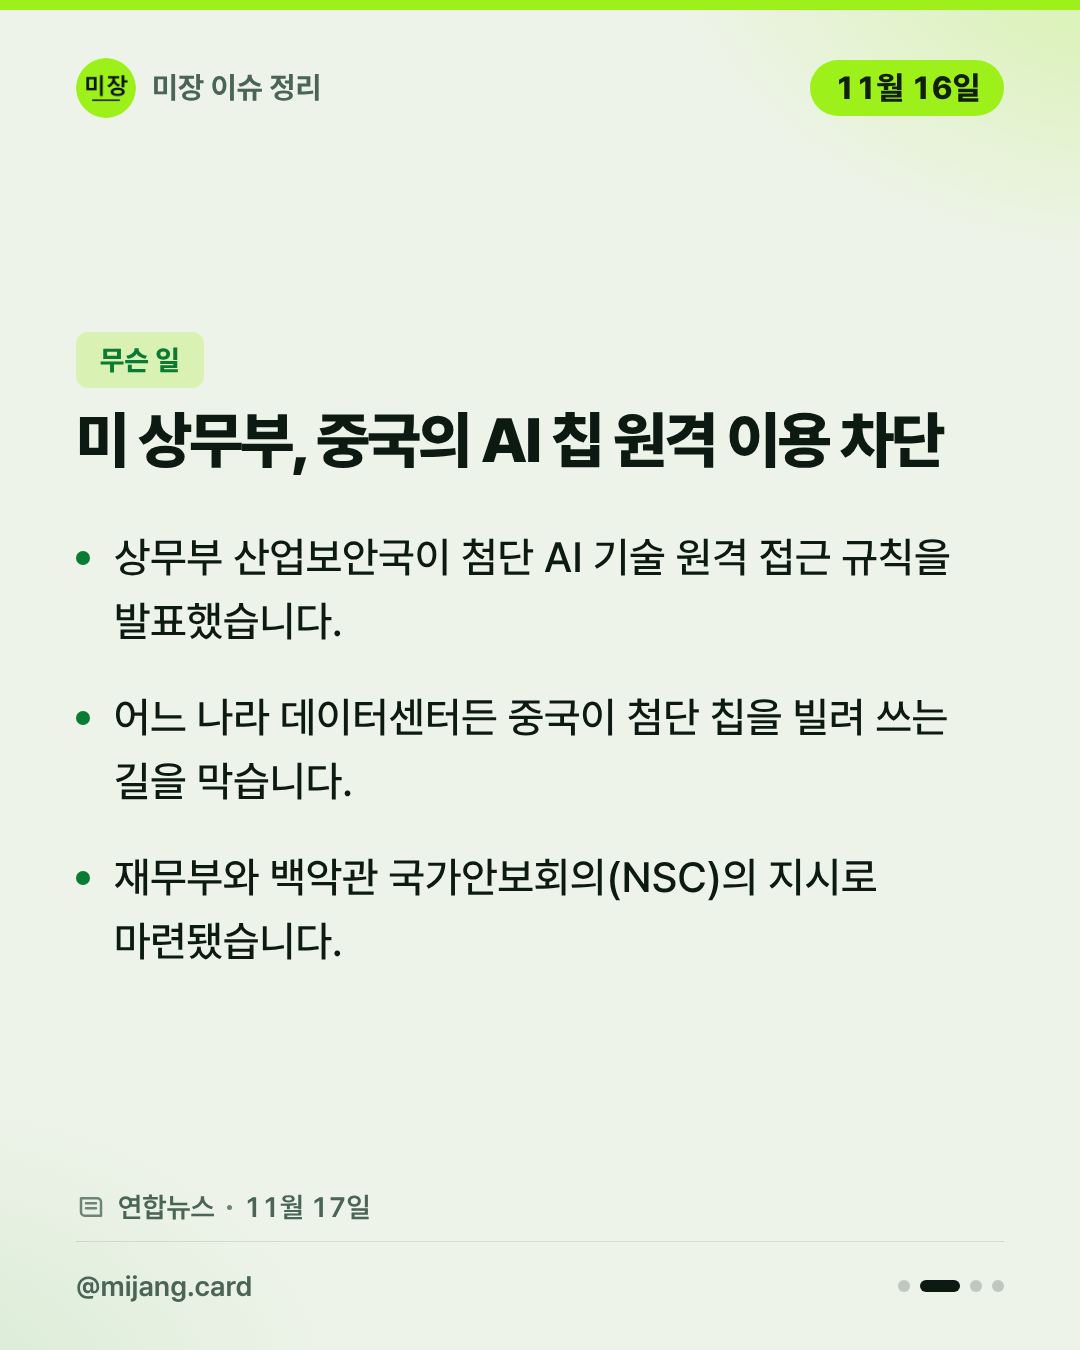 미장 미장 이슈 정리 11월 16일
무슨 일
미 상무부, 중국의 AI 칩 원격 이용 차단
• 상무부 산업보안국이 첨단 AI 기술 원격 접근 규칙을
발표했습니다.
• 어느 나라 데이터센터든 중국이 첨단 칩을 빌려 쓰는
길을 막습니다.
• 재무부와 백악관 국가안보회의(NSC)의 지시로
마련됐습니다.
연합뉴스 · 11월 17일
@mijang.card